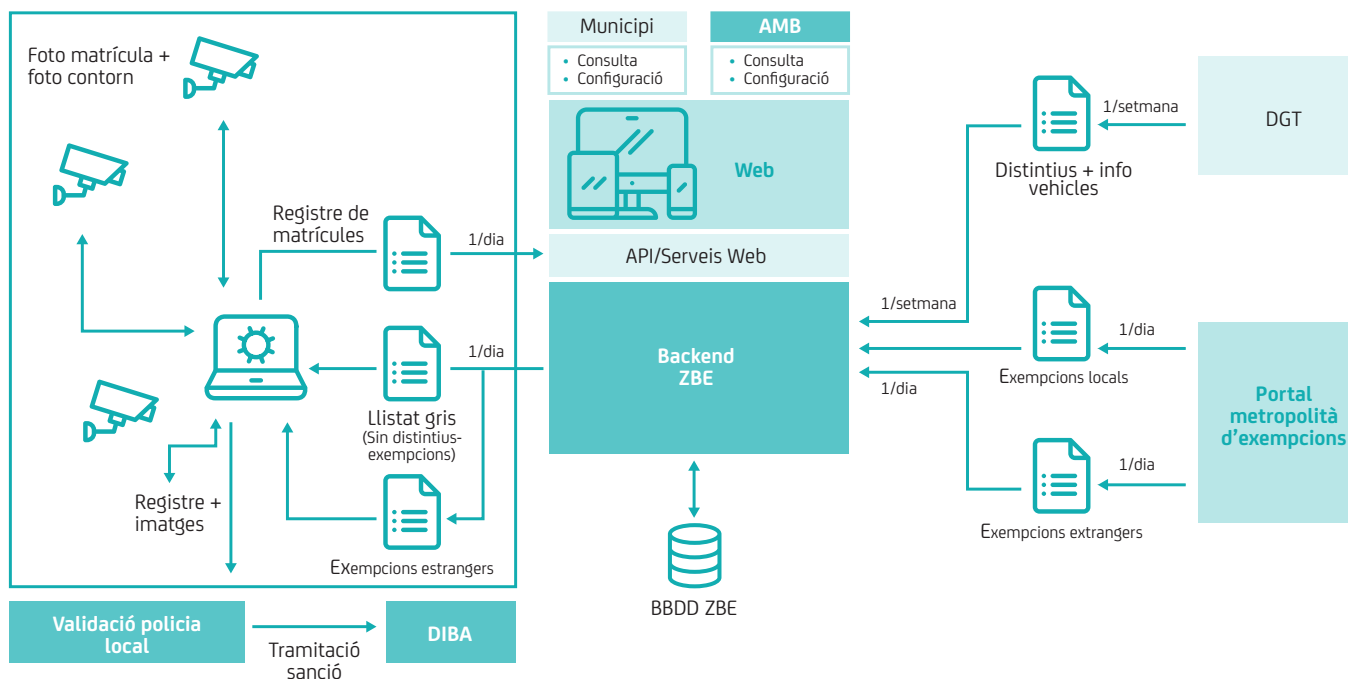 Foto matrícula +
foto contorn
Registre de
matrícules
1/dia
Llistat gris
(Sin distintius-
exempcions)
1/dia
Registre +
imatges
Exempcions estrangers
Validació policia
local
Tramitació
sanció
DIBA
Municipi
• Consulta
• Configuració
AMB
• Consulta
• Configuració
Web
API/Serveis Web
Backend
ZBE
BBDD ZBE
1/setmana
1/dia
1/setmana
Distintius + info
vehicles
DGT
1/dia
Exempcions locals
1/dia
Exempcions extrangers
Portal
metropolità
d'exempcions